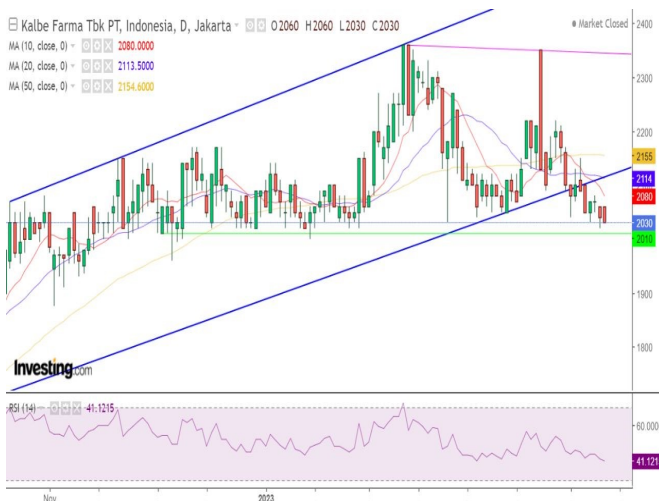 Kalbe Farma Tbk PT, Indonesia, D, Jakarta O2060 H2060 L2030 C2030
Market Closed
MA (10, close, 0) 2080.0000
MA (20, close, 0) 2113.5000
MA (50, close, 0) 2154.6000
2400
2300
2200
2155
2114
2080
2030
2010
1900
1800
Investing.com
RSI (14) 41.1215
60.000
41.121
Nov
2023